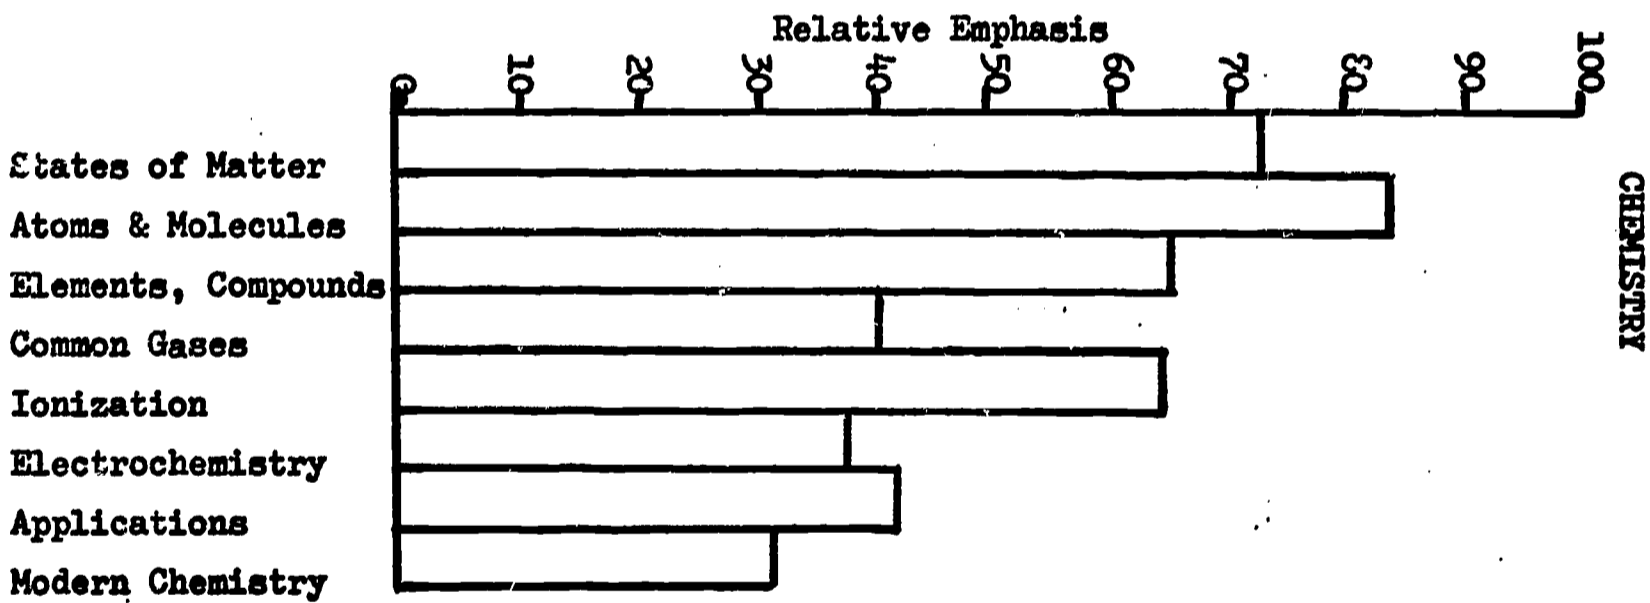 Relative Emphasis
0 10 20 30 40 50 60 70 80 90 100
States of Matter
Atoms & Molecules
Elements, Compounds
Common Gases
Ionization
Electrochemistry
Applications
Modern Chemistry
CHEMISTRY